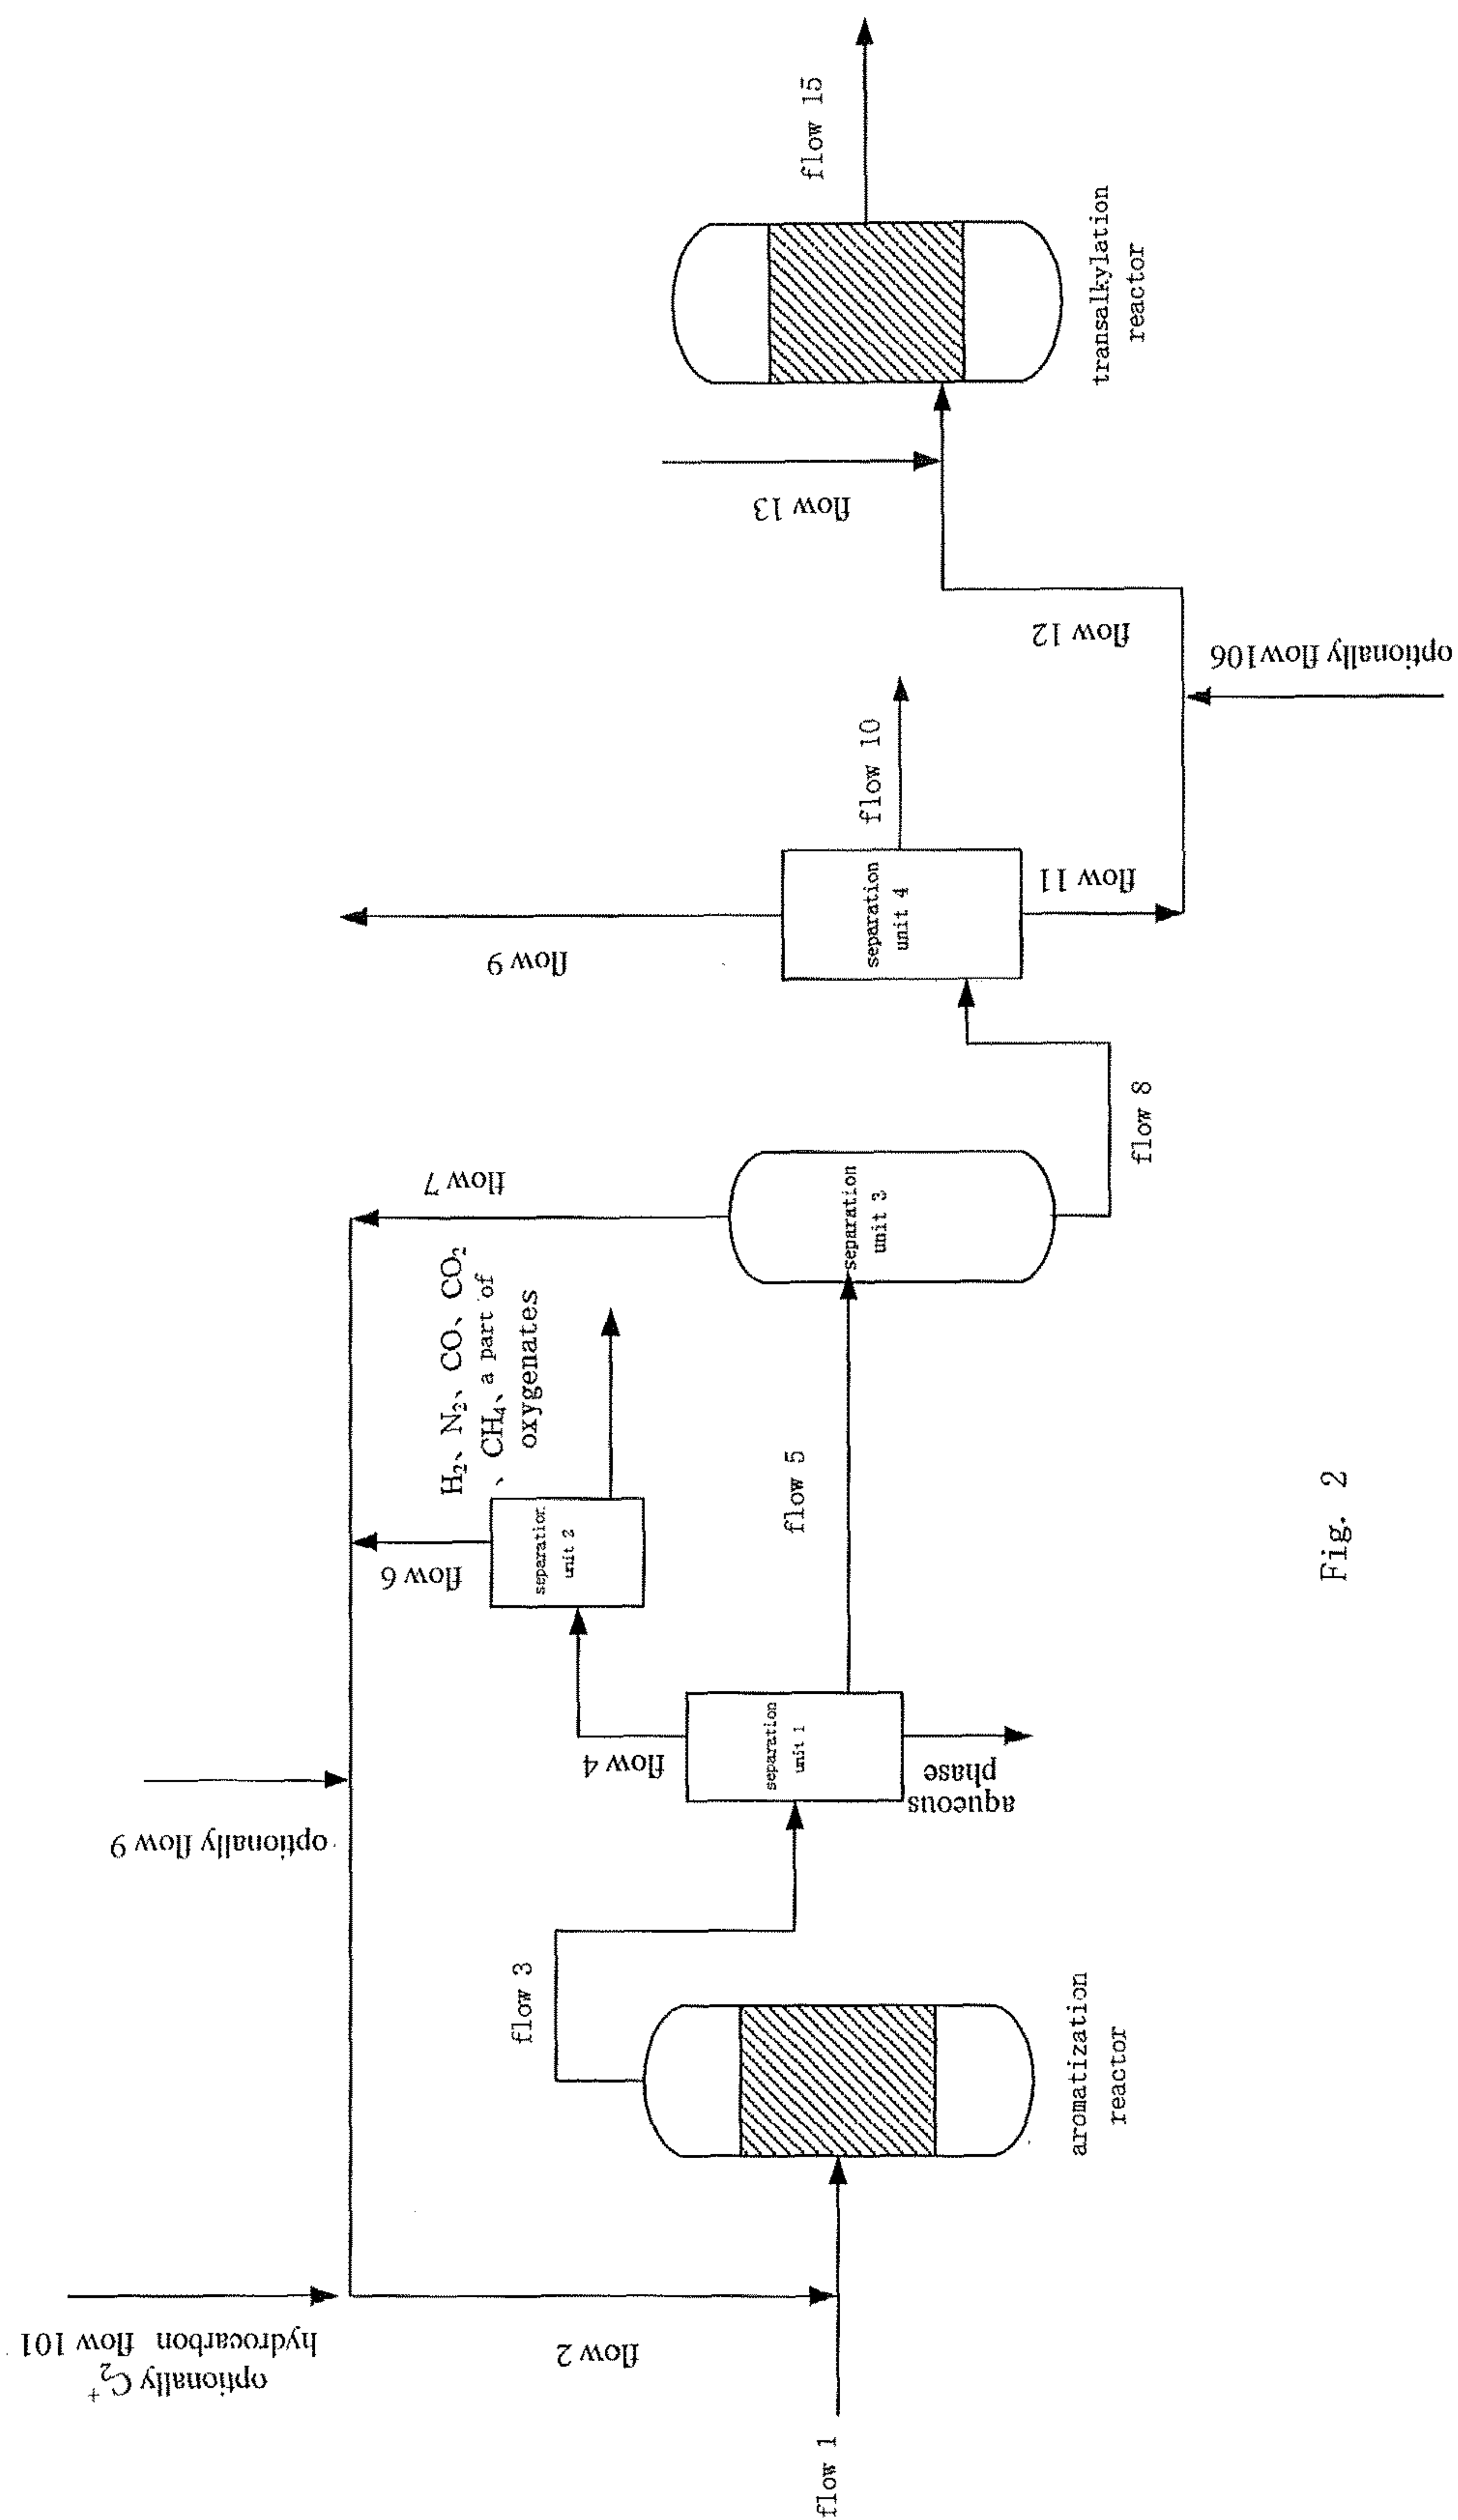 optionally C₂⁺
hydrocarbon flow 101
flow 1
flow 2
aromatization
reactor
flow 3
optionally flow 9
separation
unit 1
aqueous
phase
flow 4
flow 5
separation
unit 2
flow 6
H₂、N₂、CO、CO₂
、CH₄、a part of
oxygenates
separation
unit 3
flow 7
flow 8
separation
unit 4
flow 9
flow 10
flow 11
optionally flow106
flow 12
flow 13
transalkylation
reactor
flow 15
Fig. 2